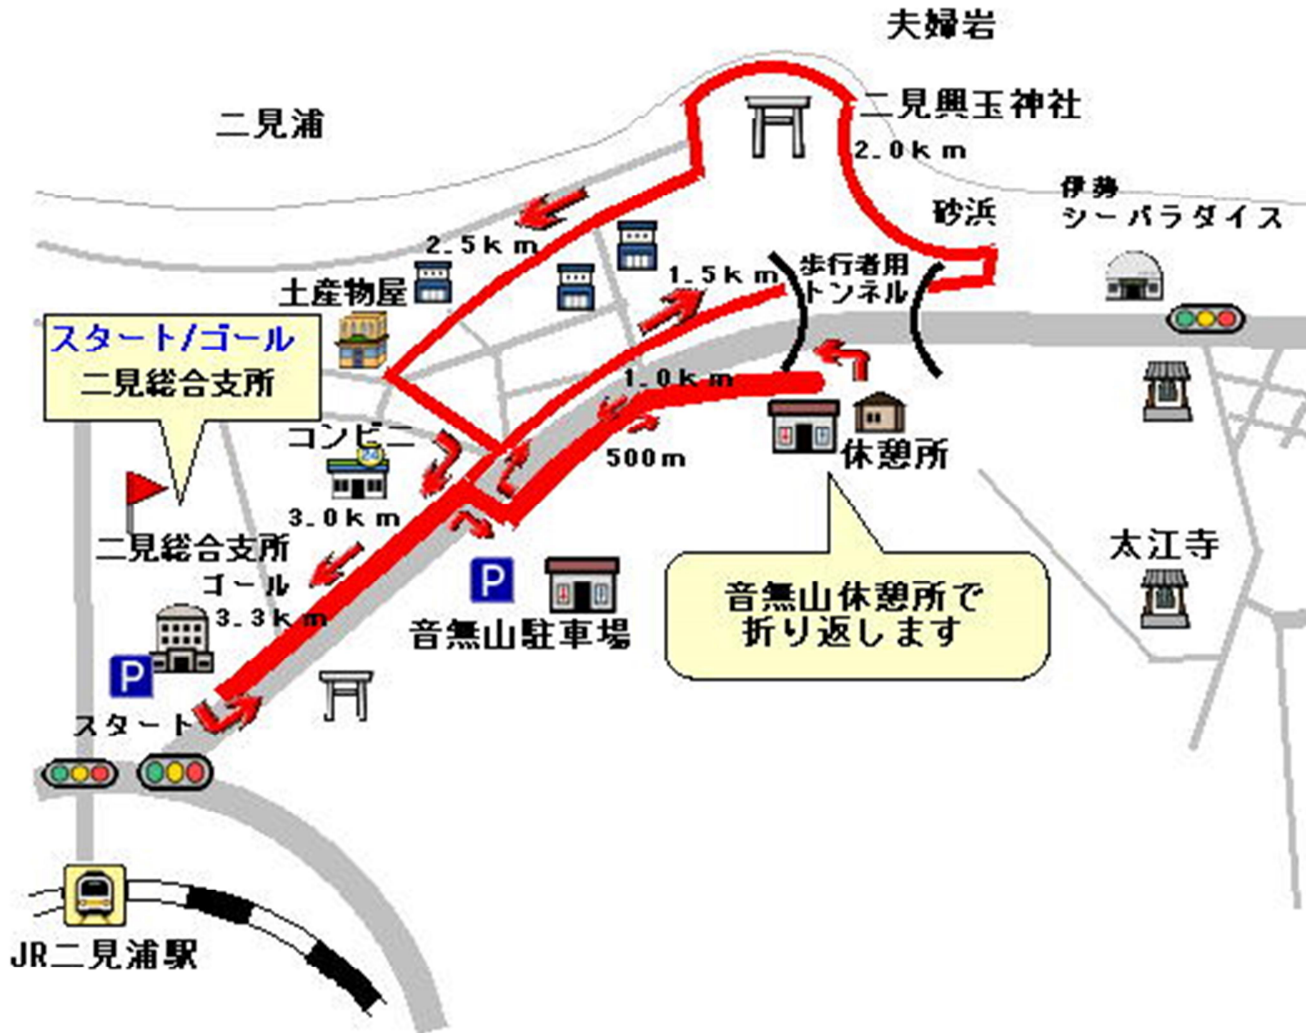 夫婦岩
二見興玉神社
二見浦
2.0km
伊勢
シーパラダイス
砂浜
2.5km
歩行者用
トンネル
1.5km
土産物屋
スタート/ゴール
二見総合支所
1.0km
コンビニ
24
500m
休憩所
3.0km
二見総合支所
ゴール
3.3km
P
音無山駐車場
太江寺
音無山休憩所で
折り返します
P
スタート
JR二見浦駅